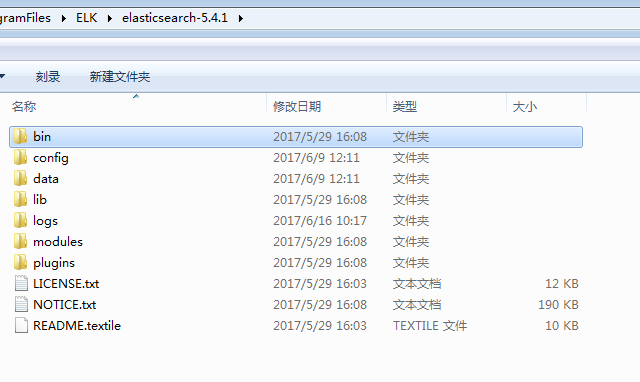 gramFiles ELK elasticsearch-5.4.1
刻录 新建文件夹
名称 修改日期 类型 大小
bin 2017/5/29 16:08 文件夹
config 2017/6/9 12:11 文件夹
data 2017/6/9 12:11 文件夹
lib 2017/5/29 16:08 文件夹
logs 2017/6/16 10:17 文件夹
modules 2017/5/29 16:08 文件夹
plugins 2017/5/29 16:08 文件夹
LICENSE.txt 2017/5/29 16:03 文本文档 12 KB
NOTICE.txt 2017/5/29 16:08 文本文档 190 KB
README.textile 2017/5/29 16:03 TEXTILE 文件 10 KB